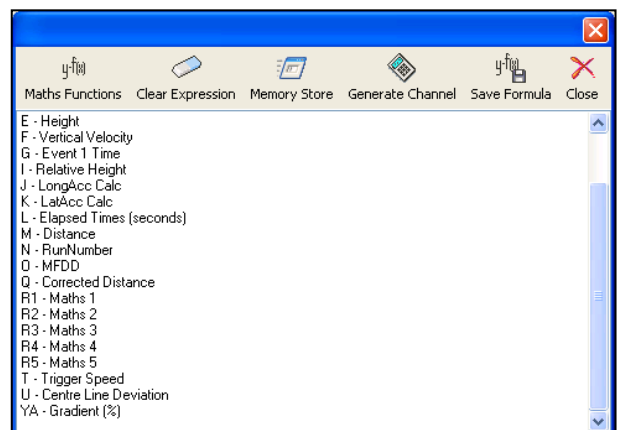 y-f(x) y-f(x)
Maths Functions Clear Expression Memory Store Generate Channel Save Formula Close
E - Height
F - Vertical Velocity
G - Event 1 Time
I - Relative Height
J - LongAcc Calc
K - LatAcc Calc
L - Elapsed Times (seconds)
M - Distance
N - RunNumber
O - MFDD
Q - Corrected Distance
R1 - Maths 1
R2 - Maths 2
R3 - Maths 3
R4 - Maths 4
R5 - Maths 5
T - Trigger Speed
U - Centre Line Deviation
YA - Gradient (%)